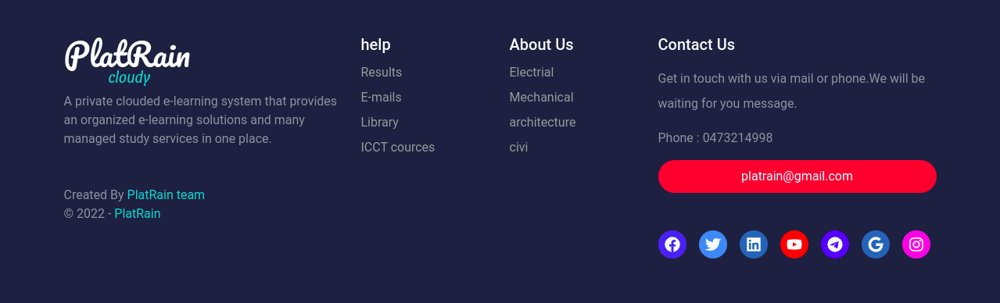 PlatRain
cloudy
A private clouded e-learning system that provides
an organized e-learning solutions and many
managed study services in one place.
Created By PlatRain team
© 2022 - PlatRain
help
Results
E-mails
Library
ICCT cources
About Us
Electrial
Mechanical
architecture
civi
Contact Us
Get in touch with us via mail or phone.We will be
waiting for you message.
Phone : 0473214998
platrain@gmail.com